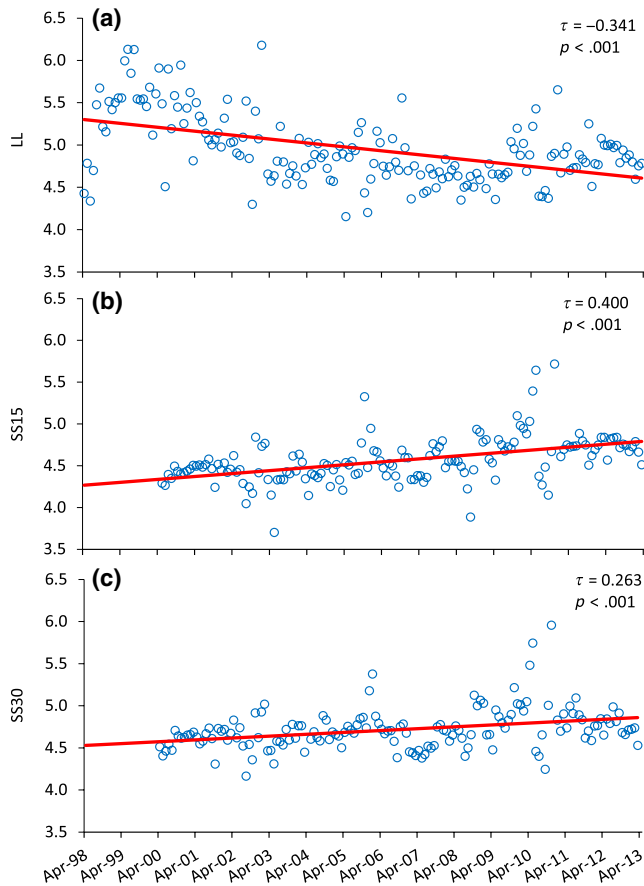 (a)
τ = –0.341
p < .001
6.5
6.0
5.5
5.0
4.5
4.0
3.5
LL
(b)
τ = 0.400
p < .001
6.5
6.0
5.5
5.0
4.5
4.0
3.5
SS15
(c)
τ = 0.263
p < .001
6.5
6.0
5.5
5.0
4.5
4.0
3.5
SS30
Apr-98
Apr-99
Apr-00
Apr-01
Apr-02
Apr-03
Apr-04
Apr-05
Apr-06
Apr-07
Apr-08
Apr-09
Apr-10
Apr-11
Apr-12
Apr-13